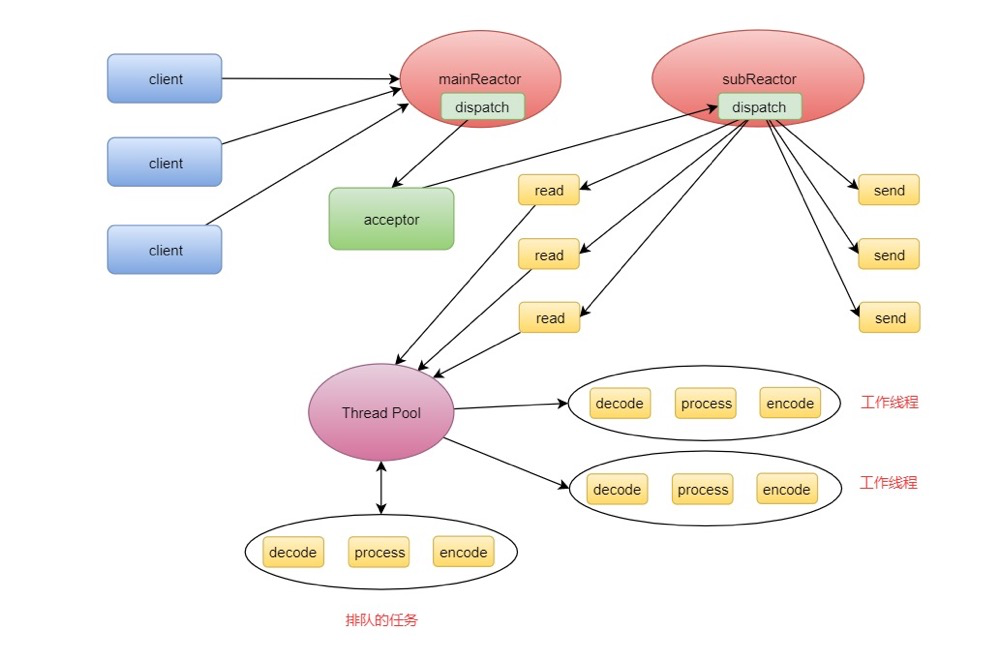 client
mainReactor
dispatch
subReactor
dispatch
client
client
acceptor
read
send
read
send
read
send
Thread Pool
decode process encode
工作线程
decode process encode
工作线程
decode process encode
排队的任务